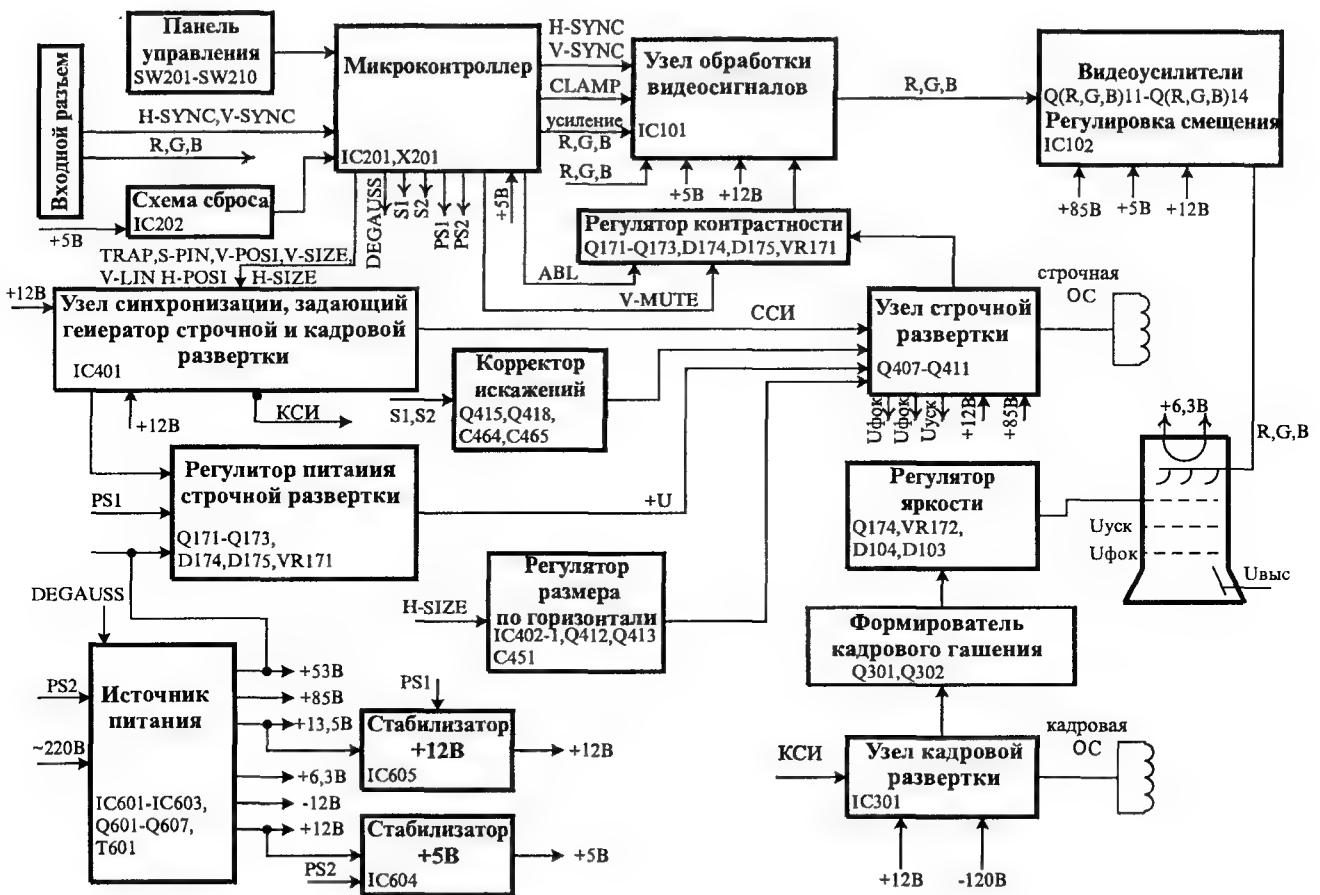 Входной разъем
Панель
управления
SW201-SW210
Микроконтроллер
IC201,X201
H-SYNC
V-SYNC
CLAMP
усиление
R,G,B
Узел обработки
видеосигналов
IC101
R,G,B
Видеоусилители
Q(R,G,B)11-Q(R,G,B)14
Регулировка смещения
IC102
H-SYNC,V-SYNC
R,G,B
R,G,B
+5В
+12В
+85В
+5В
+12В
Схема сброса
IC202
+5В
DEGAUSS
S1
S2
PS1
PS2
+5В
Регулятор контрастности
Q171-Q173,D174,D175,VR171
TRAP,S-PIN,V-POSI,V-SIZE,
V-LIN H-POSI H-SIZE
ABL
V-MUTE
строчная
ОС
+12В
Узел синхронизации, задающий
геиератор строчной и кадровой
развертки
IC401
ССИ
Узел строчной
развертки
Q407-Q411
Корректор
искажений
Q415,Q418,
C464,C465
S1,S2
+12В
КСИ
Uфок
Uфок
Uуск
+12В
+85В
+6,3В
R,G,B
Регулитор питаиия
строчной развертки
Q171-Q173,
D174,D175,VR171
PS1
+U
Регулятор
яркости
Q174,VR172,
D104,D103
Uуск
Uфок
Uвыс
DEGAUSS
H-SIZE
Регулятор
размера
по горизонтали
IC402-1,Q412,Q413
C451
Формирователь
кадрового гашения
Q301,Q302
Источник
питания
IC601-IC603,
Q601-Q607,
T601
PS2
~220В
+53В
+85В
+13,5В
+6,3В
-12В
+12В
PS1
Стабилизатор
+12В
IC605
+12В
PS2
Стабилизатор
+5В
IC604
+5В
КСИ
Узел кадровой
развертки
IC301
кадровая
ОС
+12В
-120В